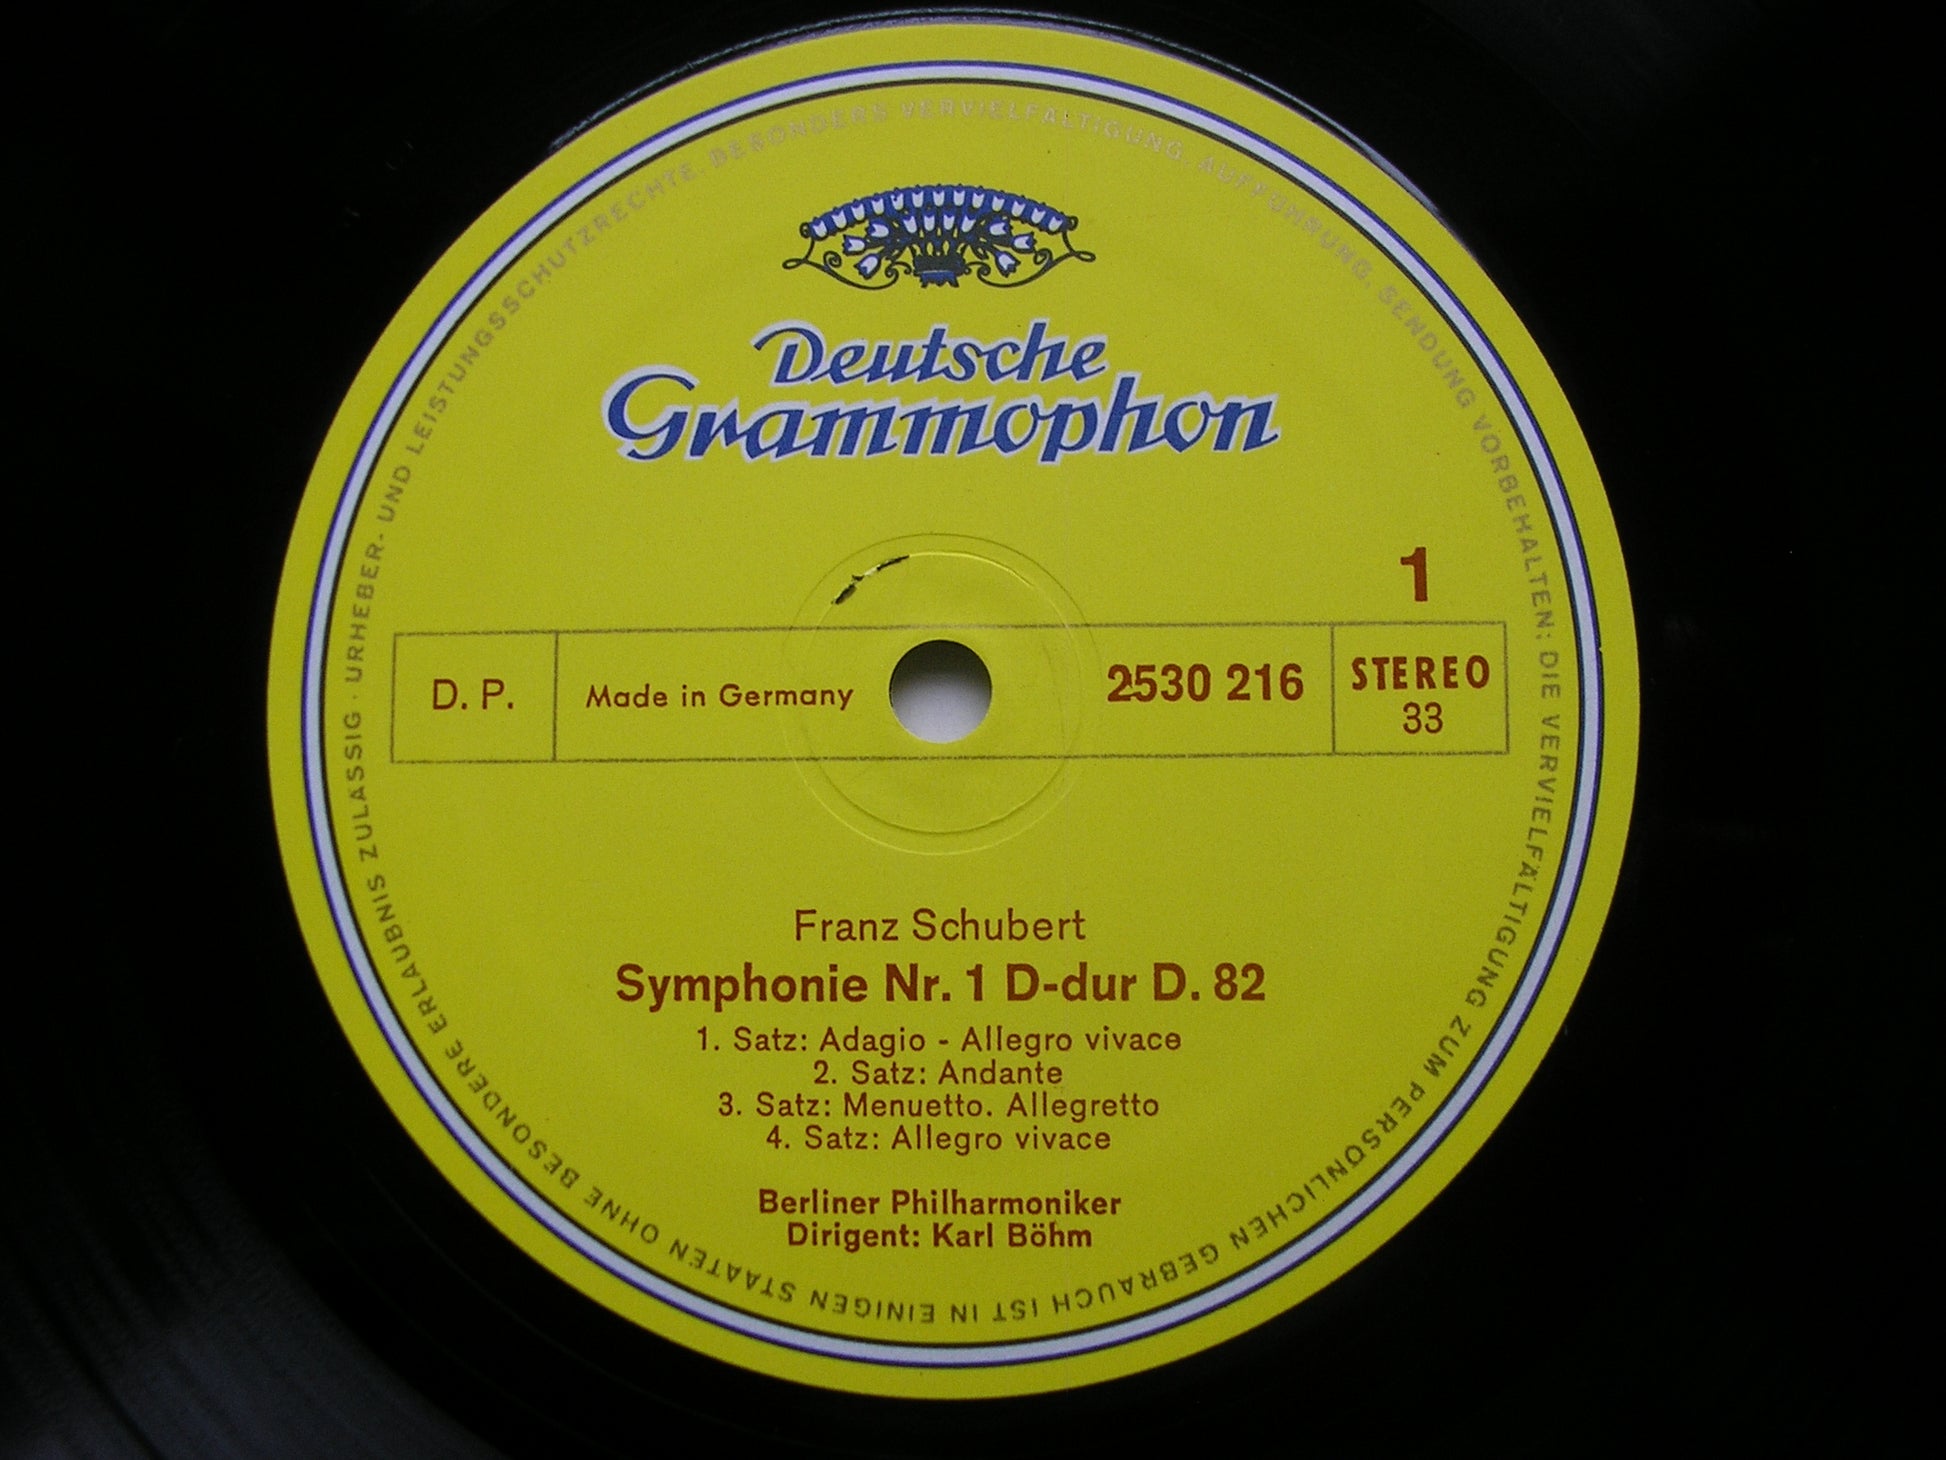 Deutsche
Grammophon
1
D. P.
Made in Germany
2530 216
STEREO
33
Franz Schubert
Symphonie Nr. 1 D-dur D. 82
1. Satz: Adagio - Allegro vivace
2. Satz: Andante
3. Satz: Menuetto. Allegretto
4. Satz: Allegro vivace
Berliner Philharmoniker
Dirigent: Karl Böhm
URHEBER- UND LEISTUNGSSCHUTZRECHTE, BESONDERS VERVIELFÄLTIGUNG, AUFFÜHRUNG, SENDUNG VORBEHALTEN; DIE VERVIELFÄLTIGUNG ZUM PERSÖNLICHEN GEBRAUCH IST IN EINIGEN STAATEN OHNE BESONDERE ERLAUBNIS ZULÄSSIG ·